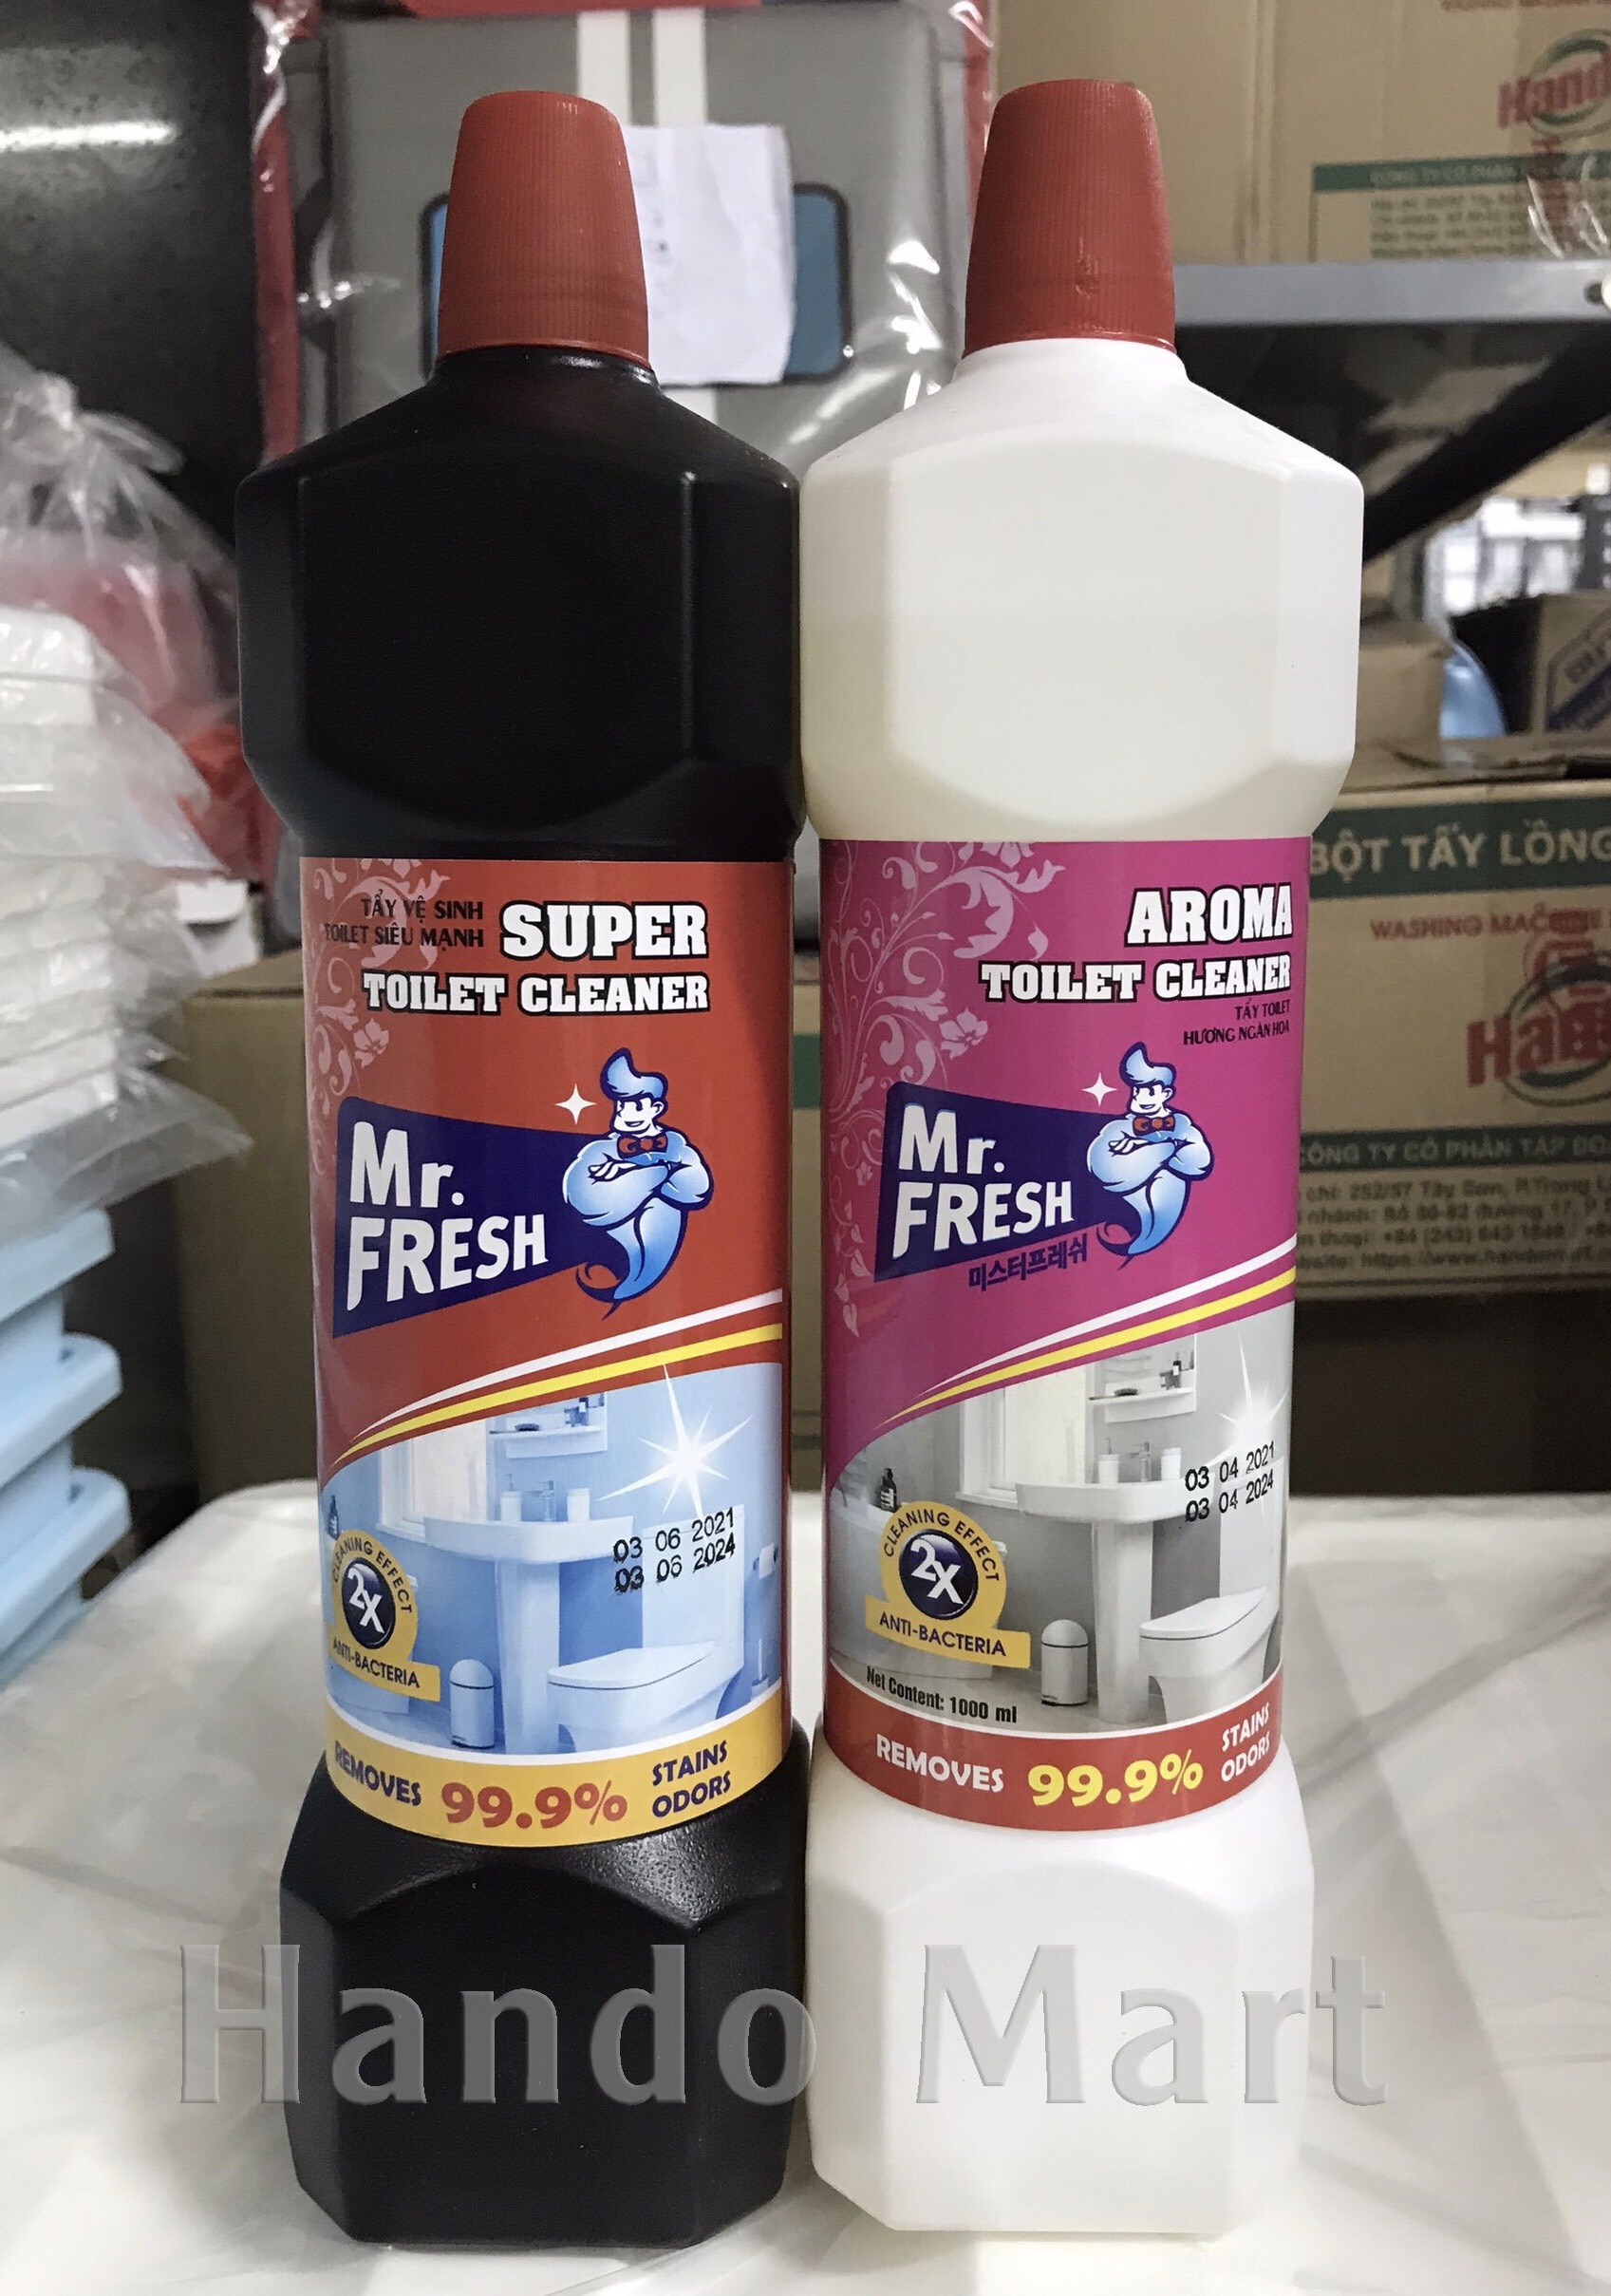 TẨY VỆ SINH
TOILET SIÊU MẠNH
SUPER
TOILET CLEANER
Mr.
FRESH
03 06 2021
03 06 2024
CLEANING EFFECT
2X
ANTI-BACTERIA
REMOVES
99.9%
STAINS
ODORS
AROMA
TOILET CLEANER
TẨY TOILET
HƯƠNG NGÀN HOA
Mr.
FRESH
미스터프레쉬
03 04 2021
03 04 2024
CLEANING EFFECT
2X
ANTI-BACTERIA
Net Content: 1000 ml
REMOVES
99.9%
STAINS
ODORS
BỘT TẨY LỒNG
WASHING MACHINE
CÔNG TY CỔ PHẦN TẬP ĐO
Hando Mart